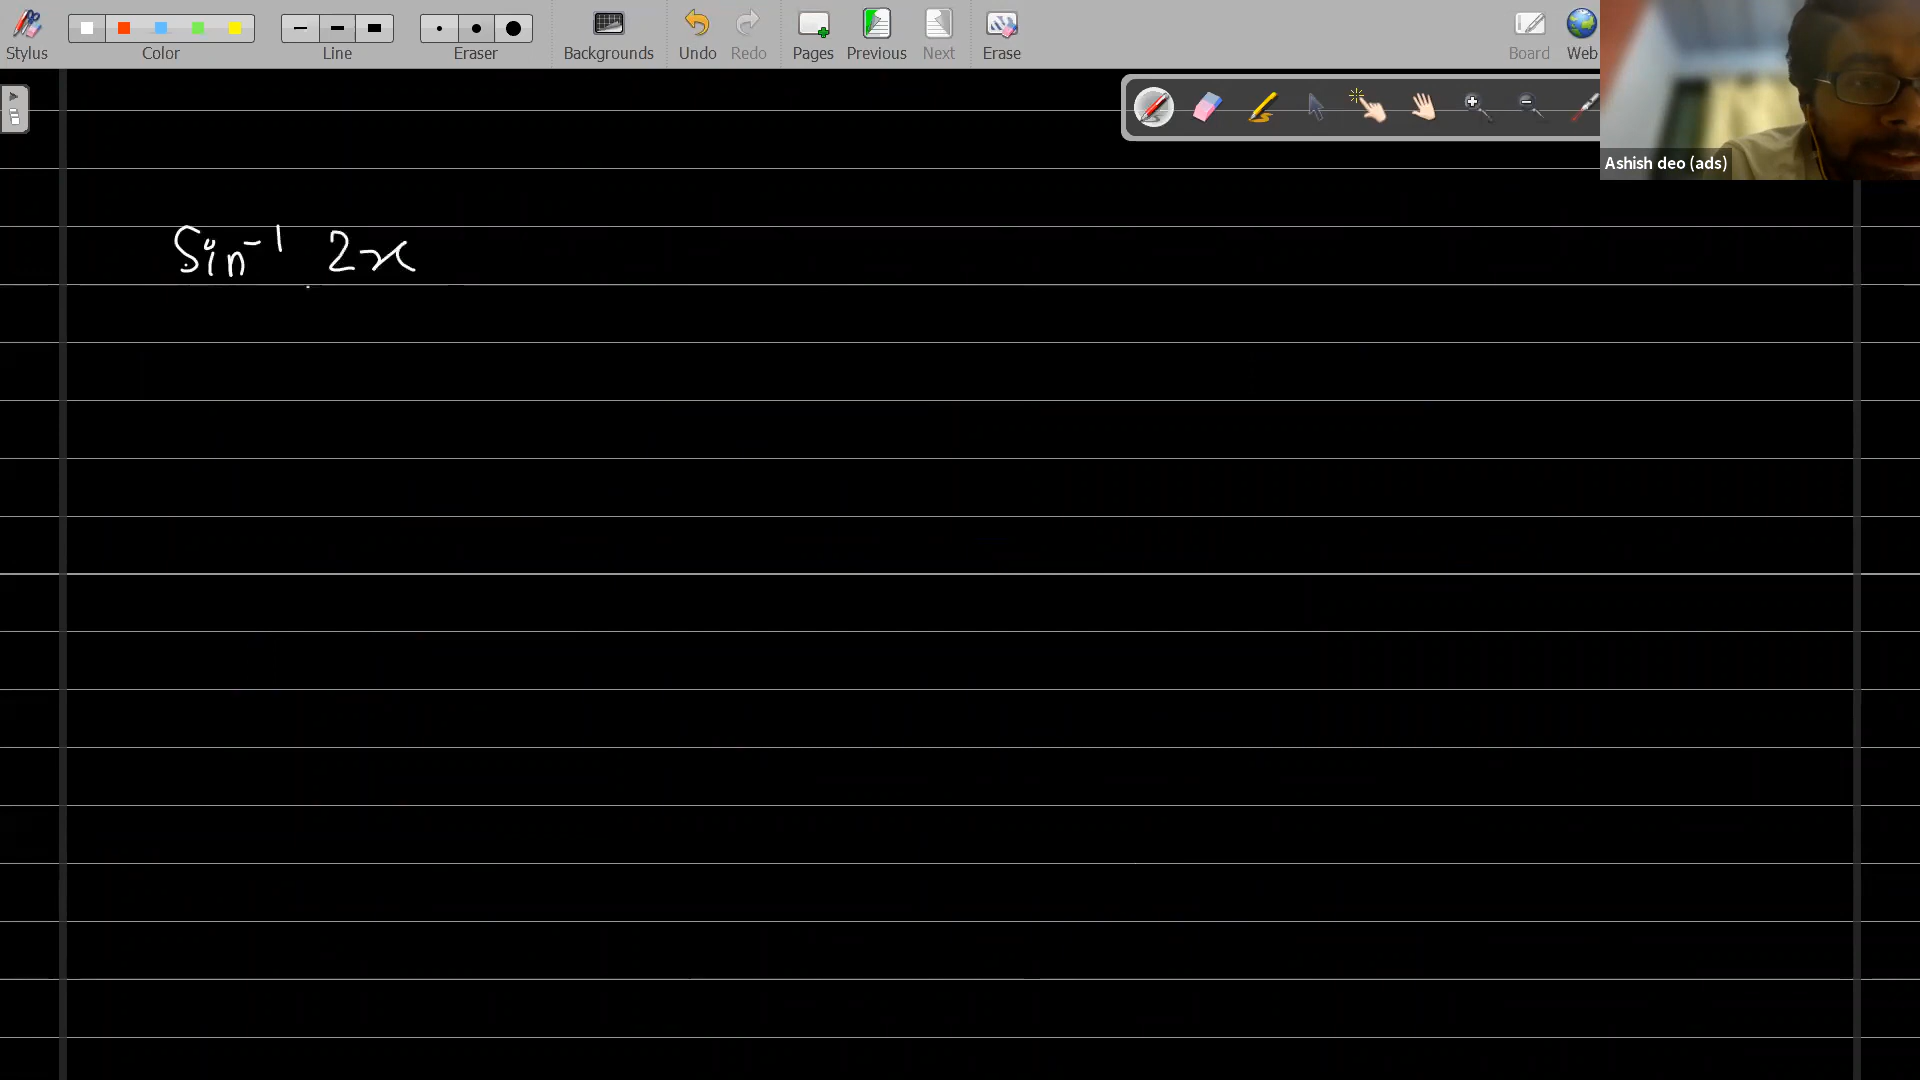 Stylus Color Line Eraser Backgrounds Undo Redo Pages Previous Next Erase Board Web
Ashish deo (ads)
Sin⁻¹ 2x